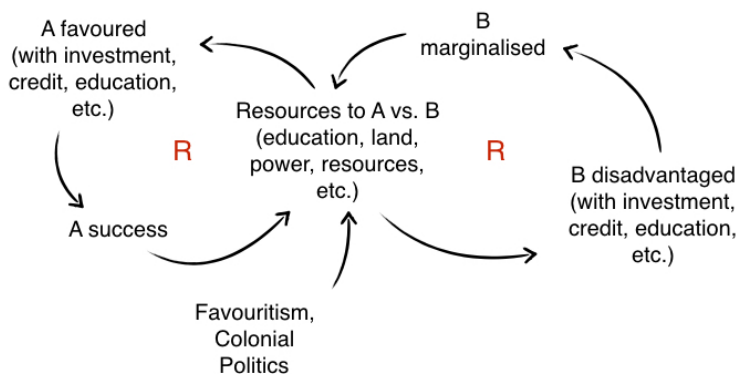 A favoured
(with investment,
credit, education,
etc.)
B
marginalised
Resources to A vs. B
(education, land,
power, resources,
etc.)
R
R
B disadvantaged
(with investment,
credit, education,
etc.)
A success
Favouritism,
Colonial
Politics